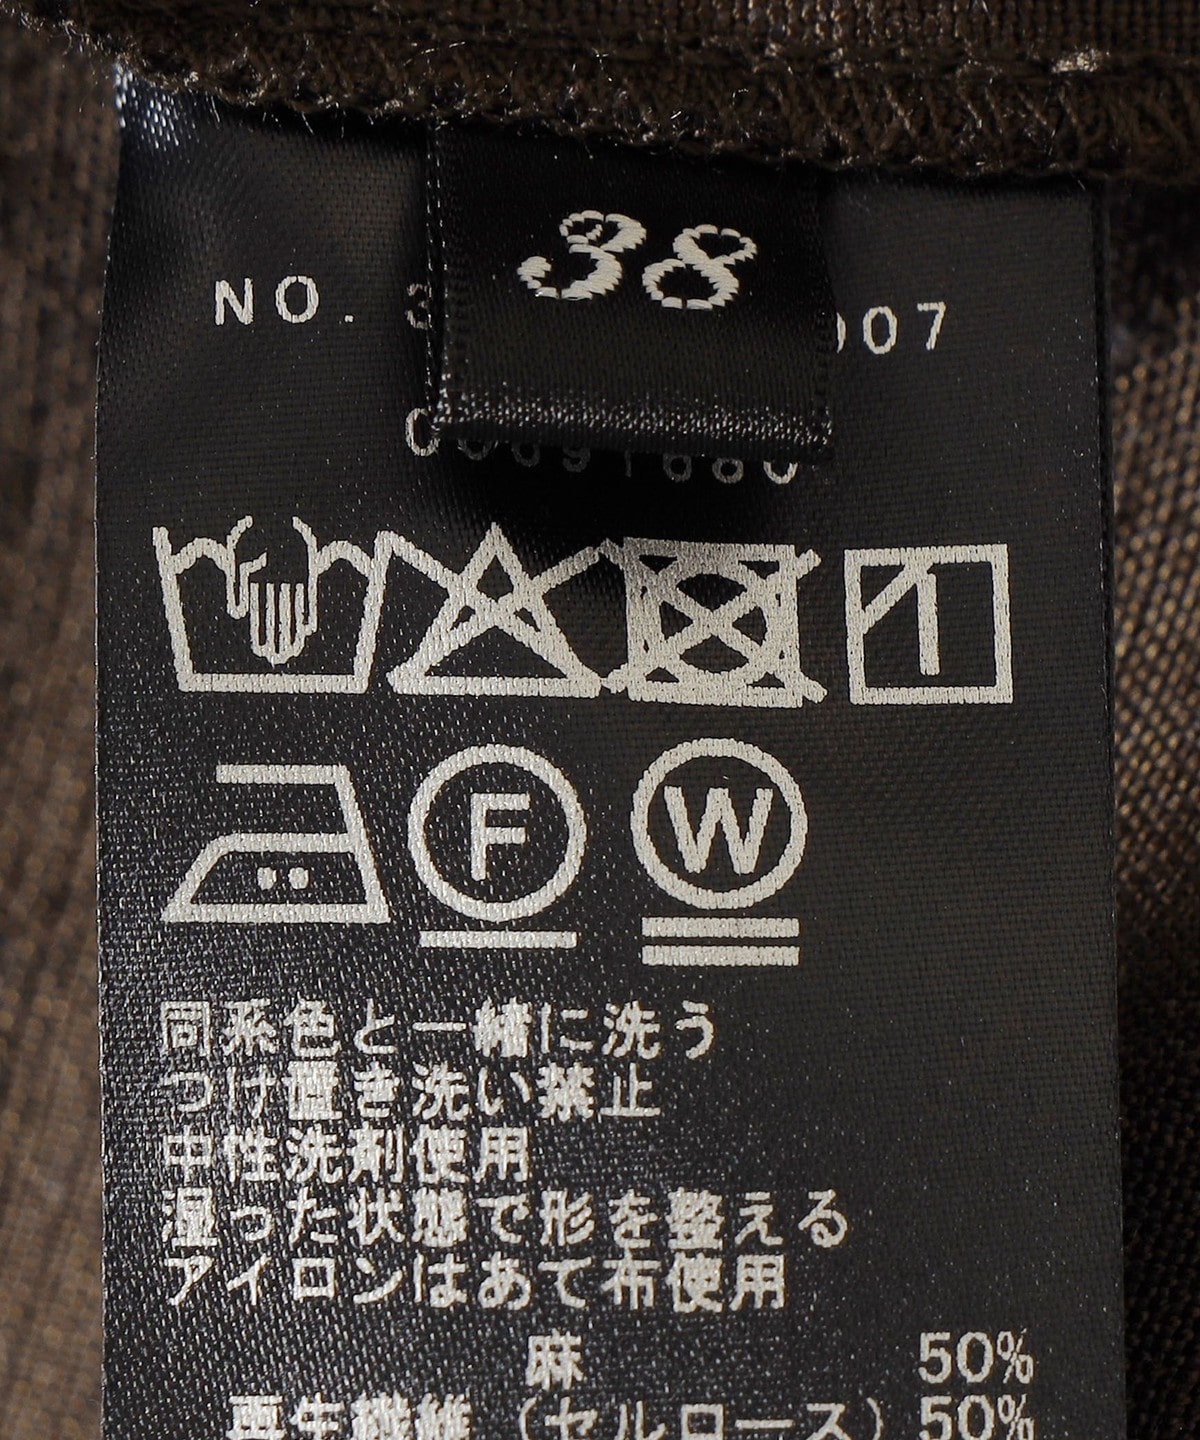 38
NO. 3 007
F W
同系色と一緒に洗う
つけ置き洗い禁止
中性洗剤使用
湿った状態で形を整える
アイロンはあて布使用
麻 50%
再生繊維（セルロース）50%